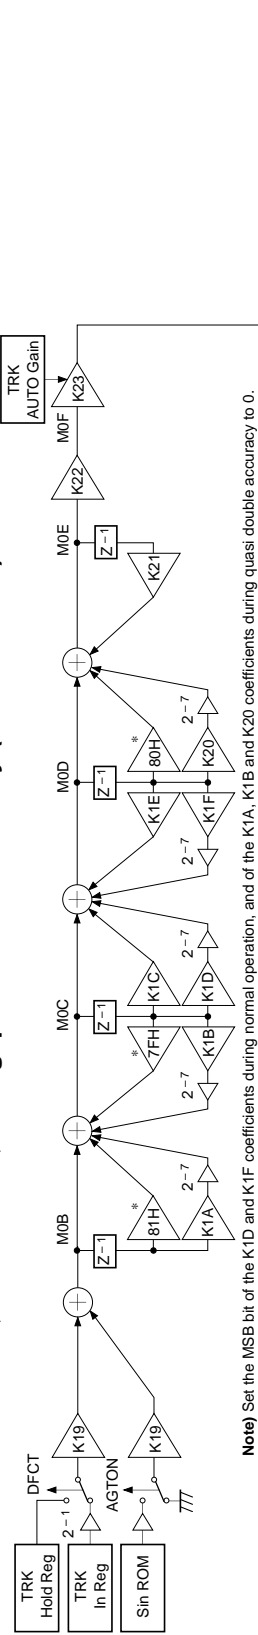 TRK
Hold Reg
TRK
In Reg
Sin ROM
DFCT
2–1
AGTON
K19
K19
M0B
Z–1
81H
*
K1A
2–7
M0C
Z–1
7FH
*
K1B
2–7
K1C
K1D
2–7
M0D
Z–1
K1E
K1F
2–7
80H
*
K20
2–7
M0E
Z–1
K21
K22
M0F
K23
TRK
AUTO Gain
Note) Set the MSB bit of the K1D and K1F coefficients during normal operation, and of the K1A, K1B and K20 coefficients during quasi double accuracy to 0.